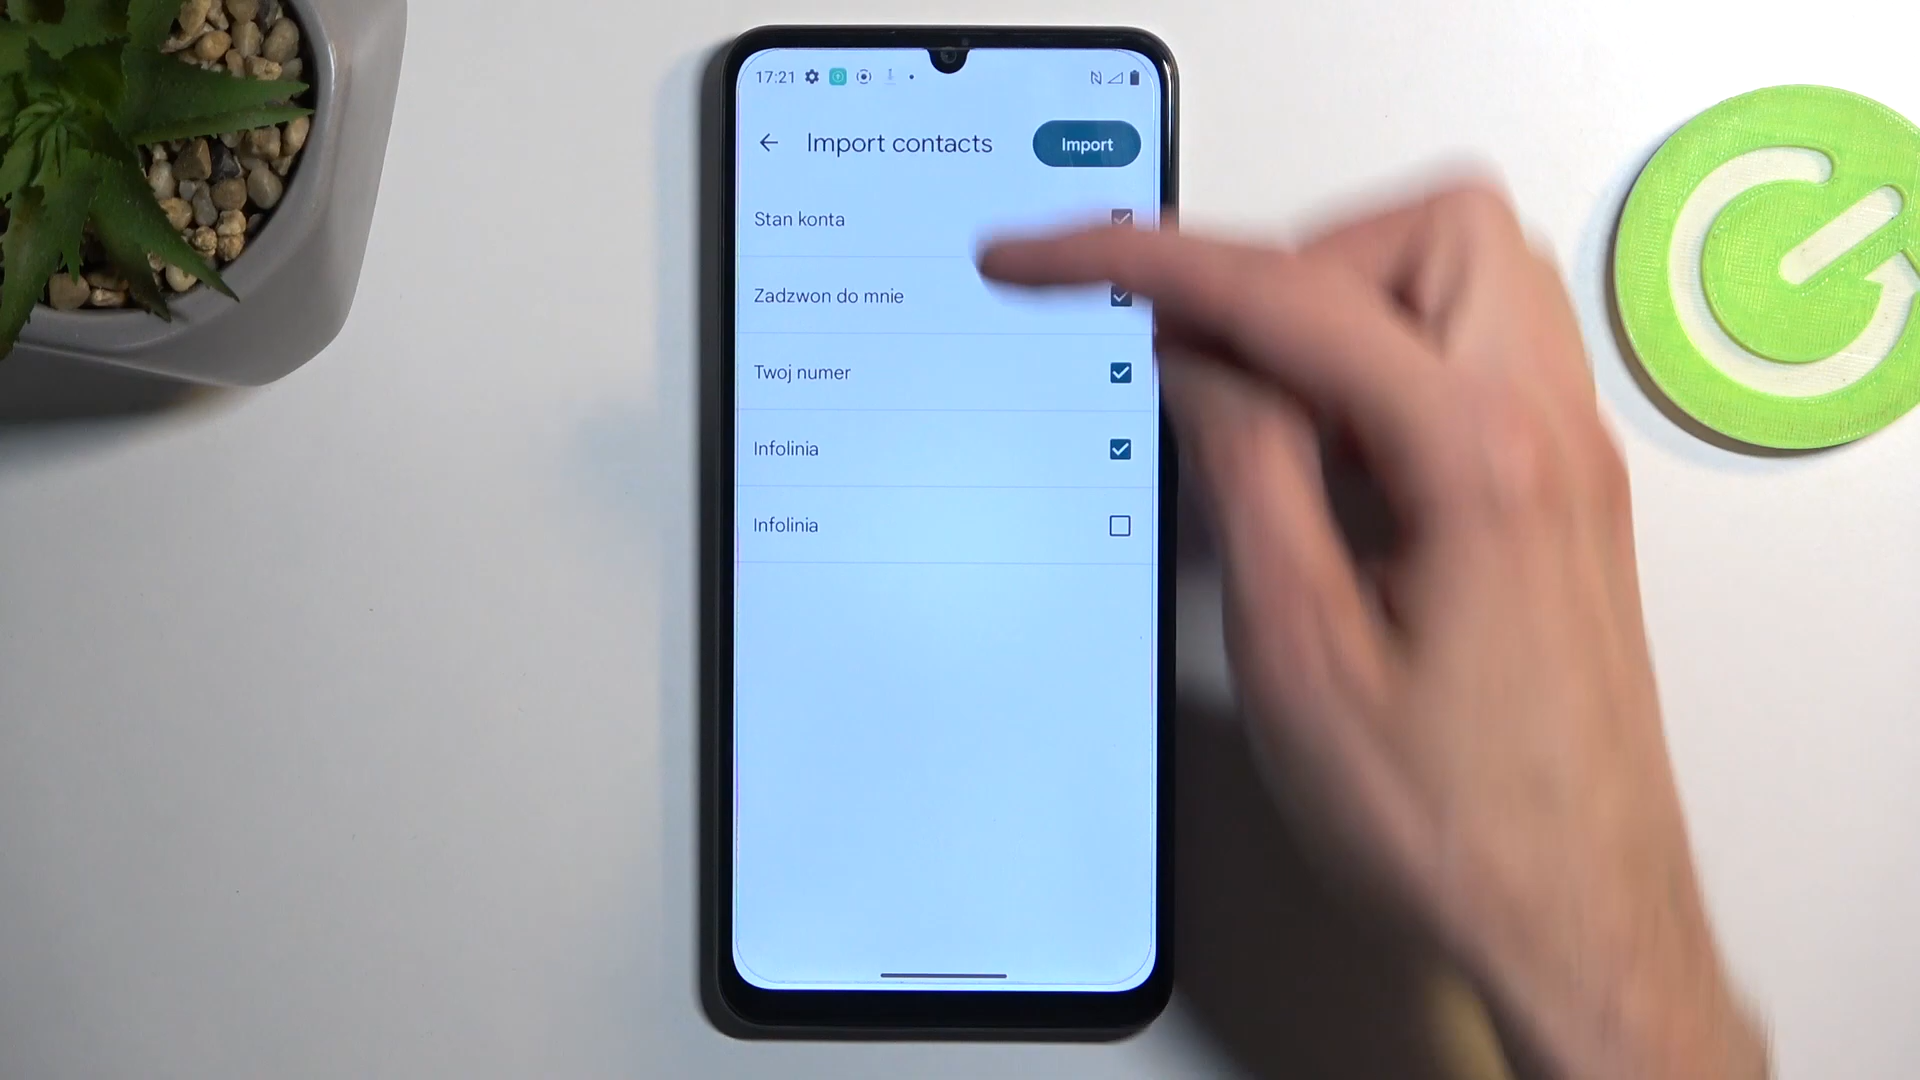 17:21
Import contacts
Import
Stan konta
Zadzwon do mnie
Twoj numer
Infolinia
Infolinia